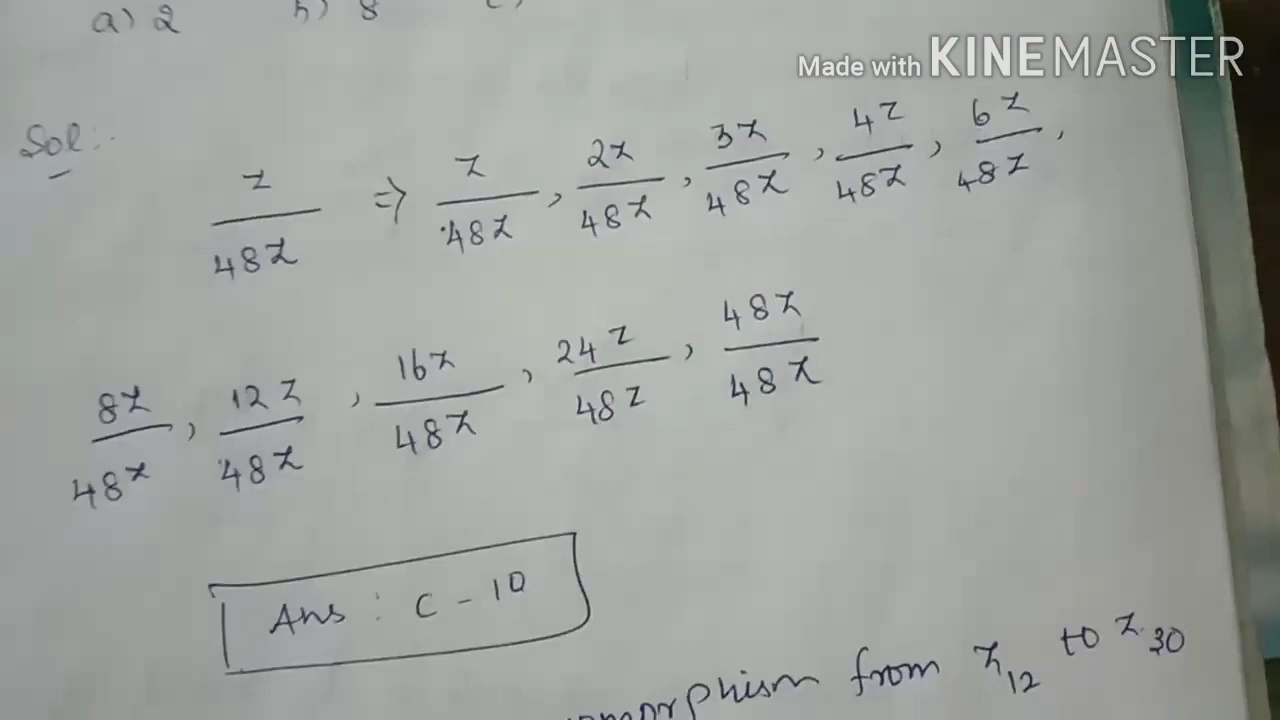 a) 2 b) 8
Made with KINEMASTER
Sol:-
z/48z ⇒ z/48z, 2z/48z, 3z/48z, 4z/48z, 6z/48z,
8z/48z, 12z/48z, 16z/48z, 24z/48z, 48z/48z
Ans : C - 10
omorphism from z12 to z30